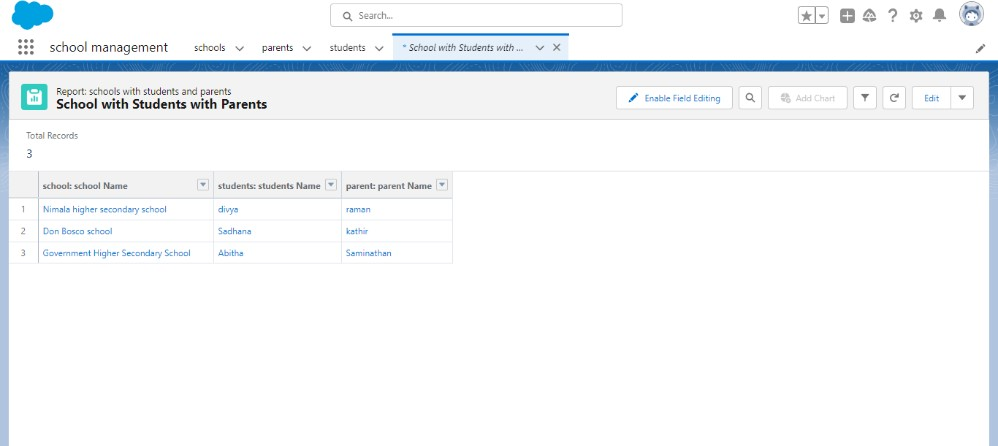 Search...
school management
schools
parents
students
* School with Students with ...
Report: schools with students and parents
School with Students with Parents
Enable Field Editing
Add Chart
Edit
Total Records
3
school: school Name students: students Name parent: parent Name
1 Nimala higher secondary school divya raman
2 Don Bosco school Sadhana kathir
3 Government Higher Secondary School Abitha Saminathan